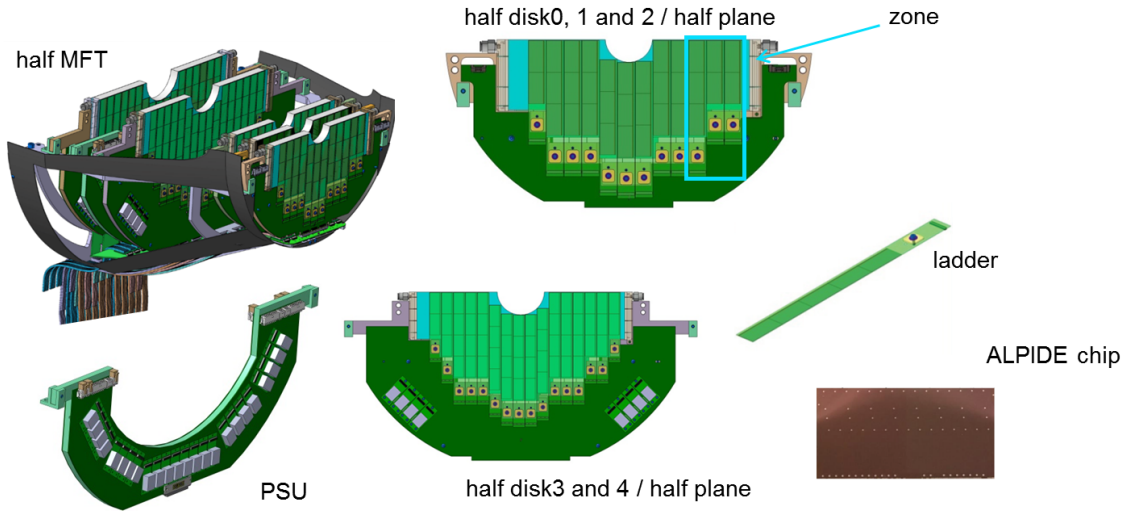 half disk0, 1 and 2 / half plane
zone
half MFT
ladder
ALPIDE chip
PSU
half disk3 and 4 / half plane